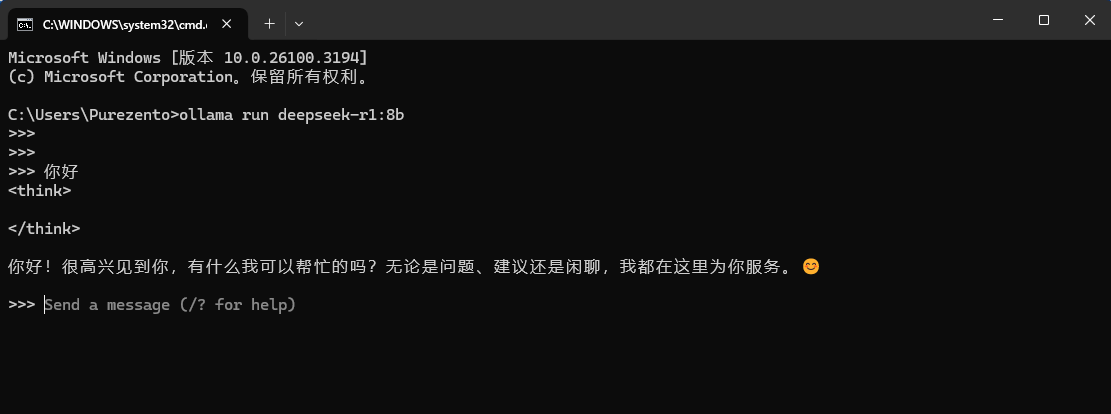 C:\WINDOWS\system32\cmd.
Microsoft Windows [版本 10.0.26100.3194]
(c) Microsoft Corporation。保留所有权利。
C:\Users\Purezento>ollama run deepseek-r1:8b
>>>
>>>
>>> 你好
<think>
</think>
你好！很高兴见到你，有什么我可以帮忙的吗？无论是问题、建议还是闲聊，我都在这里为你服务。😊
>>> Send a message (/? for help)